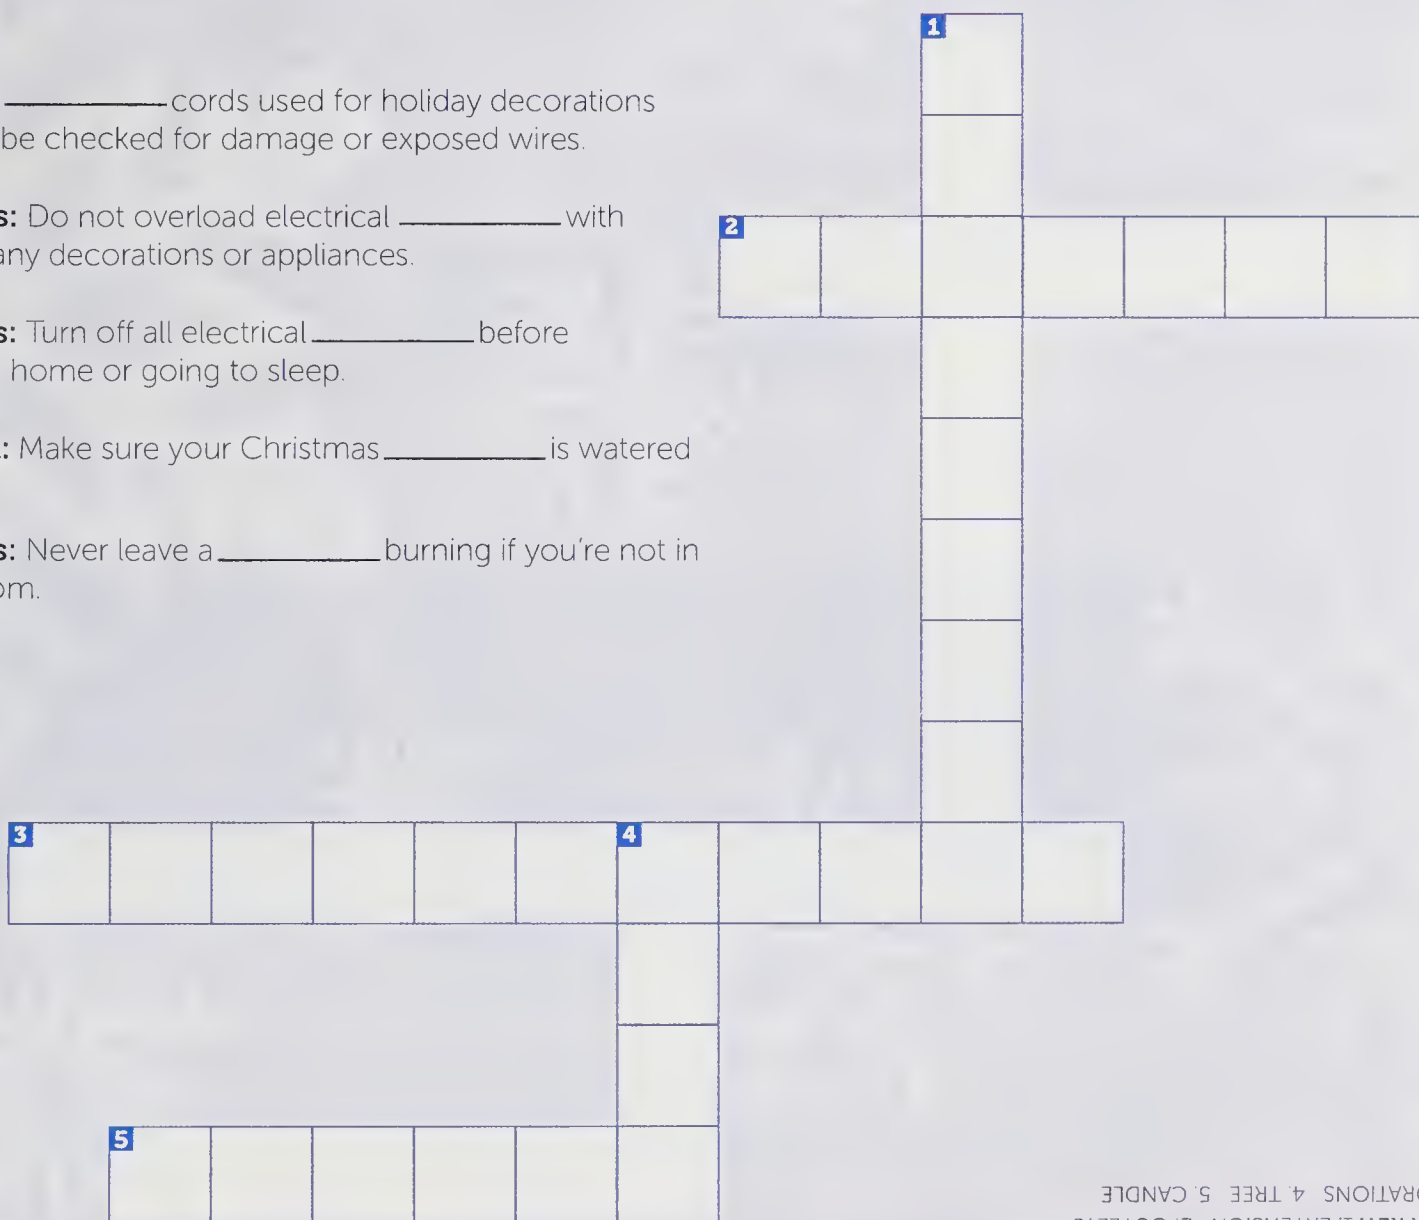 cords used for holiday decorations
be checked for damage or exposed wires.
s: Do not overload electrical with
any decorations or appliances.
s: Turn off all electrical before
home or going to sleep.
: Make sure your Christmas is watered
s: Never leave a burning if you're not in
om.
1
2
3
4
5
ORATIONS 4. TREE 5. CANDLE